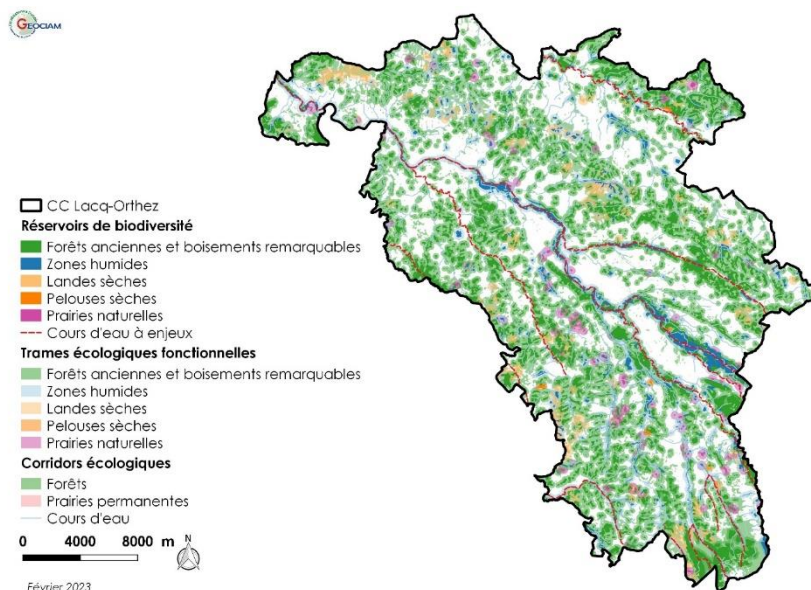 GEOCIAM
CC Lacq-Orthez
Réservoirs de biodiversité
Forêts anciennes et boisements remarquables
Zones humides
Landes sèches
Pelouses sèches
Prairies naturelles
Cours d'eau à enjeux
Trames écologiques fonctionnelles
Forêts anciennes et boisements remarquables
Zones humides
Landes sèches
Pelouses sèches
Prairies naturelles
Corridors écologiques
Forêts
Prairies permanentes
Cours d'eau
0 4000 8000 m N
Février 2023